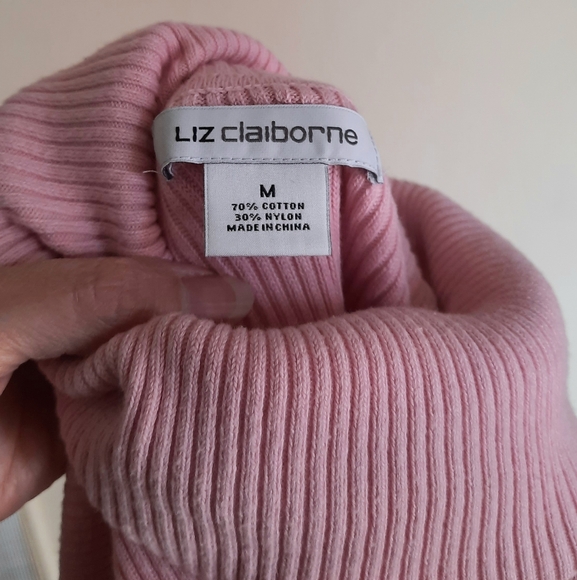 LIZ claiborne
M
70% COTTON
30% NYLON
MADE IN CHINA